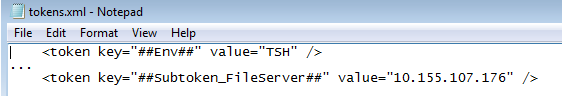 tokens.xml - Notepad
File Edit Format View Help
<token key="##Env##" value="TSH" />
...
<token key="##Subtoken_FileServer##" value="10.155.107.176" />